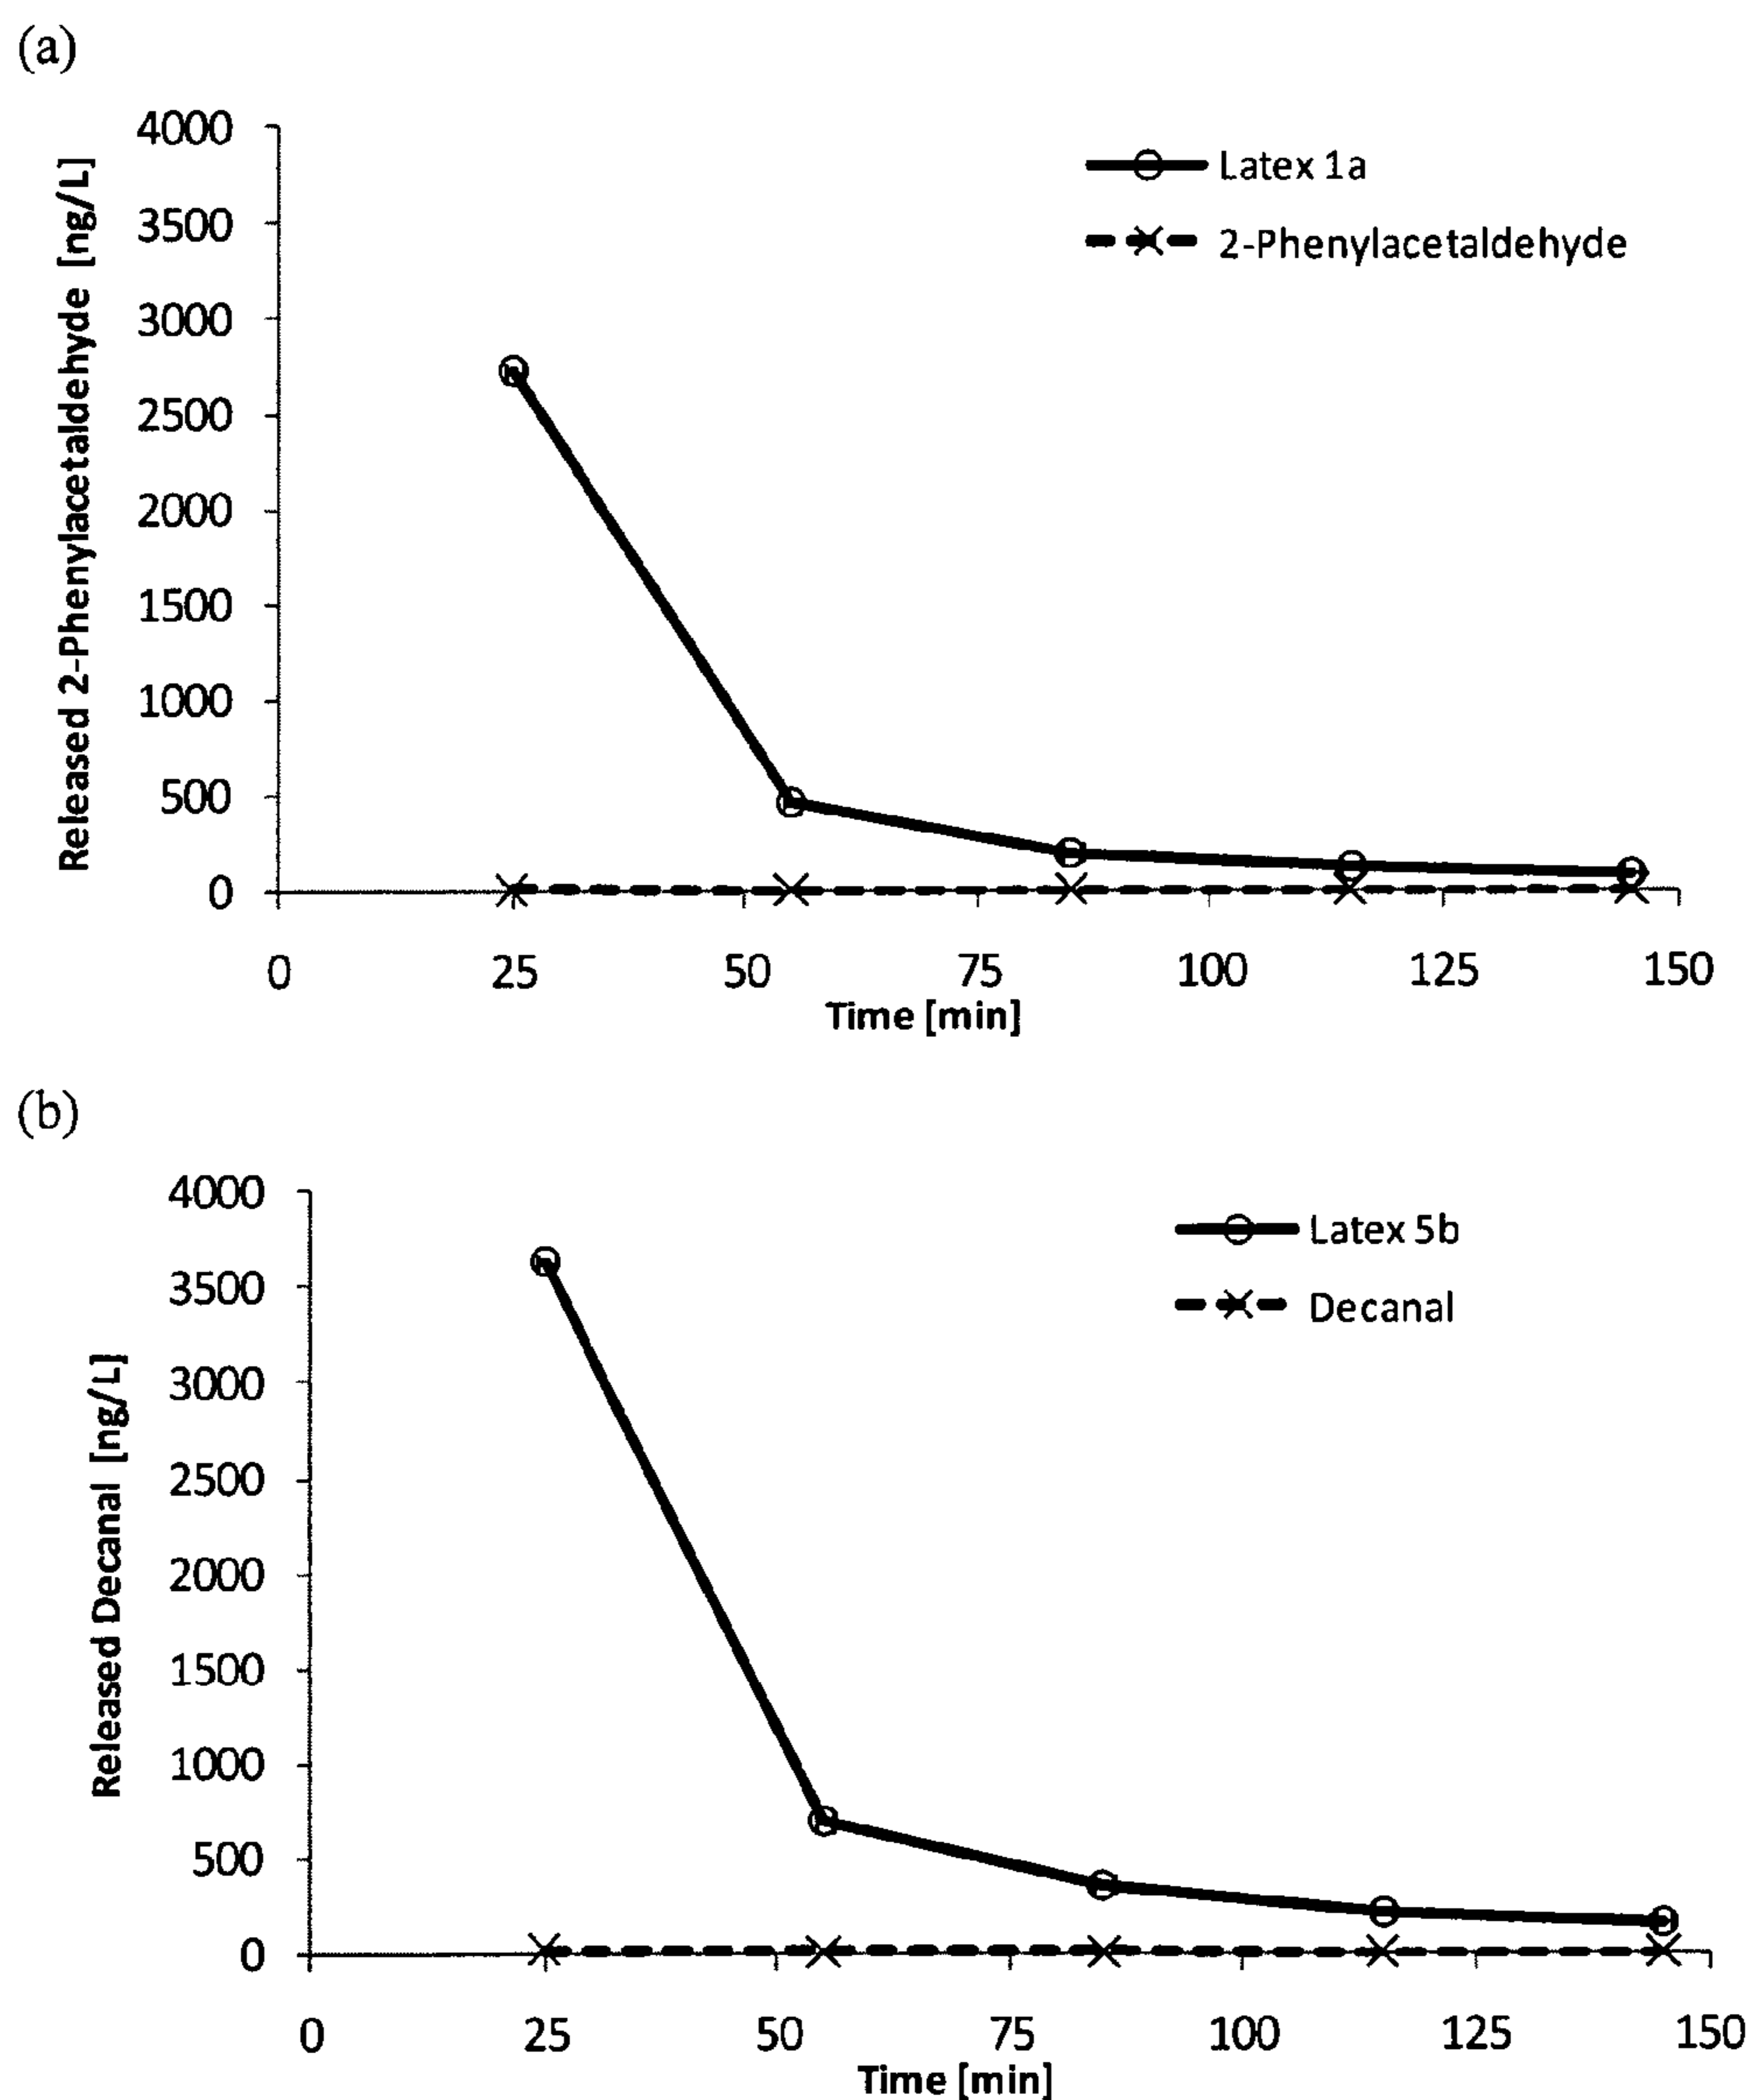 (a)
Released 2-Phenylacetaldehyde [ng/L]
4000
3500
3000
2500
2000
1500
1000
500
0
Latex 1a
2-Phenylacetaldehyde
0 25 50 75 100 125 150
Time [min]
(b)
Released Decanal [ng/L]
4000
3500
3000
2500
2000
1500
1000
500
0
Latex 5b
Decanal
0 25 50 75 100 125 150
Time [min]